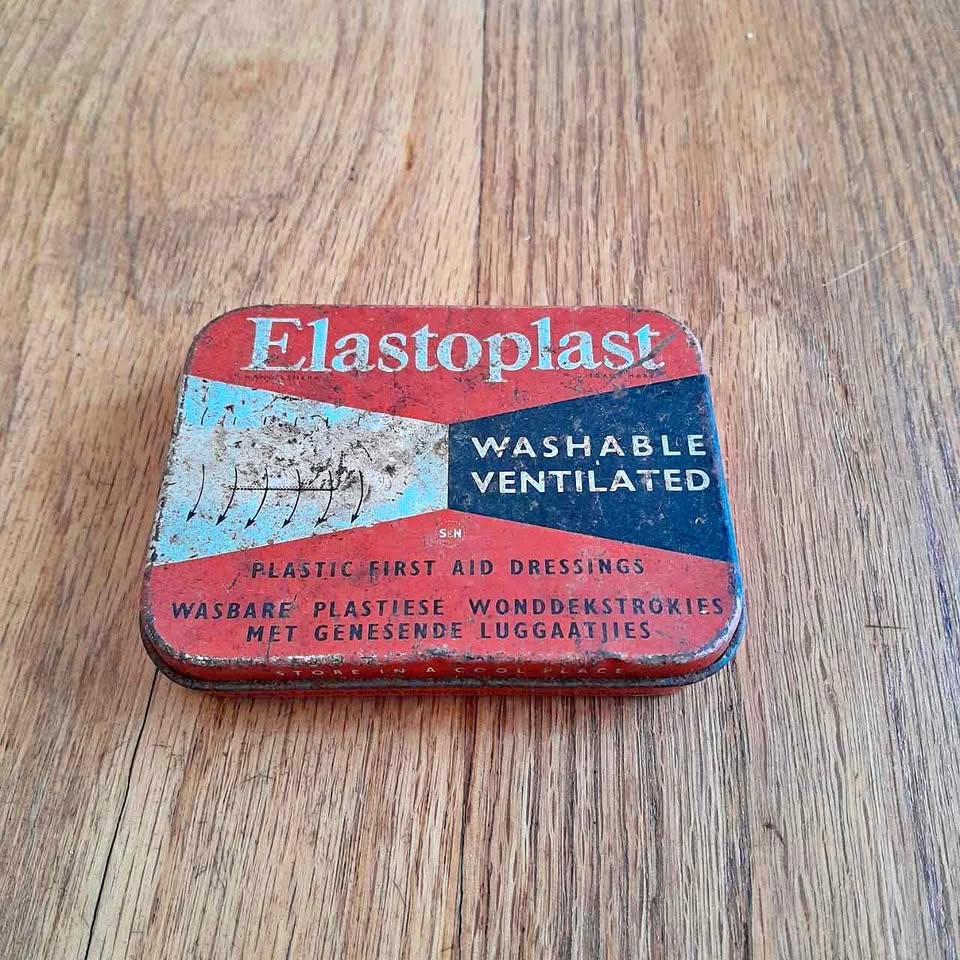 Elastoplast
WASHABLE
VENTILATED
S&N
PLASTIC FIRST AID DRESSINGS
WASBARE PLASTIESE WONDDEKSTROKIES
MET GENESENDE LUGGAATJIES
STORE IN A COOL PLACE